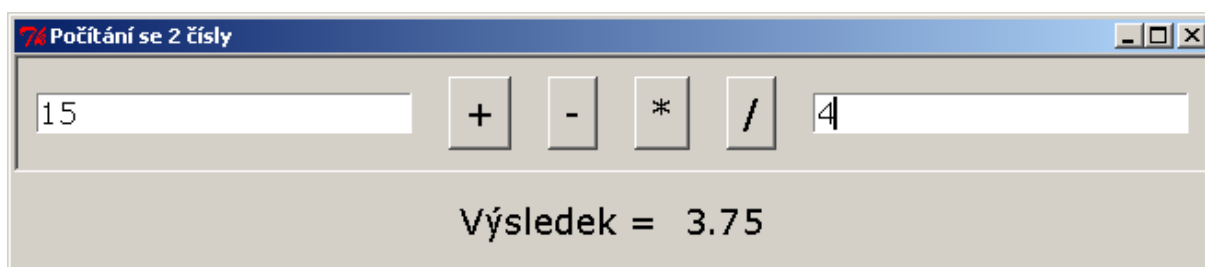 Počítání se 2 čísly
15 + - * / 4
Výsledek = 3.75